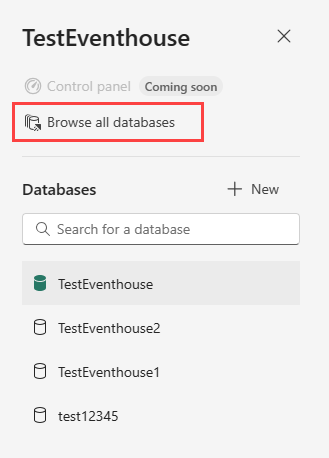 TestEventhouse
Control panel Coming soon
Browse all databases
Databases
New
Search for a database
TestEventhouse
TestEventhouse2
TestEventhouse1
test12345